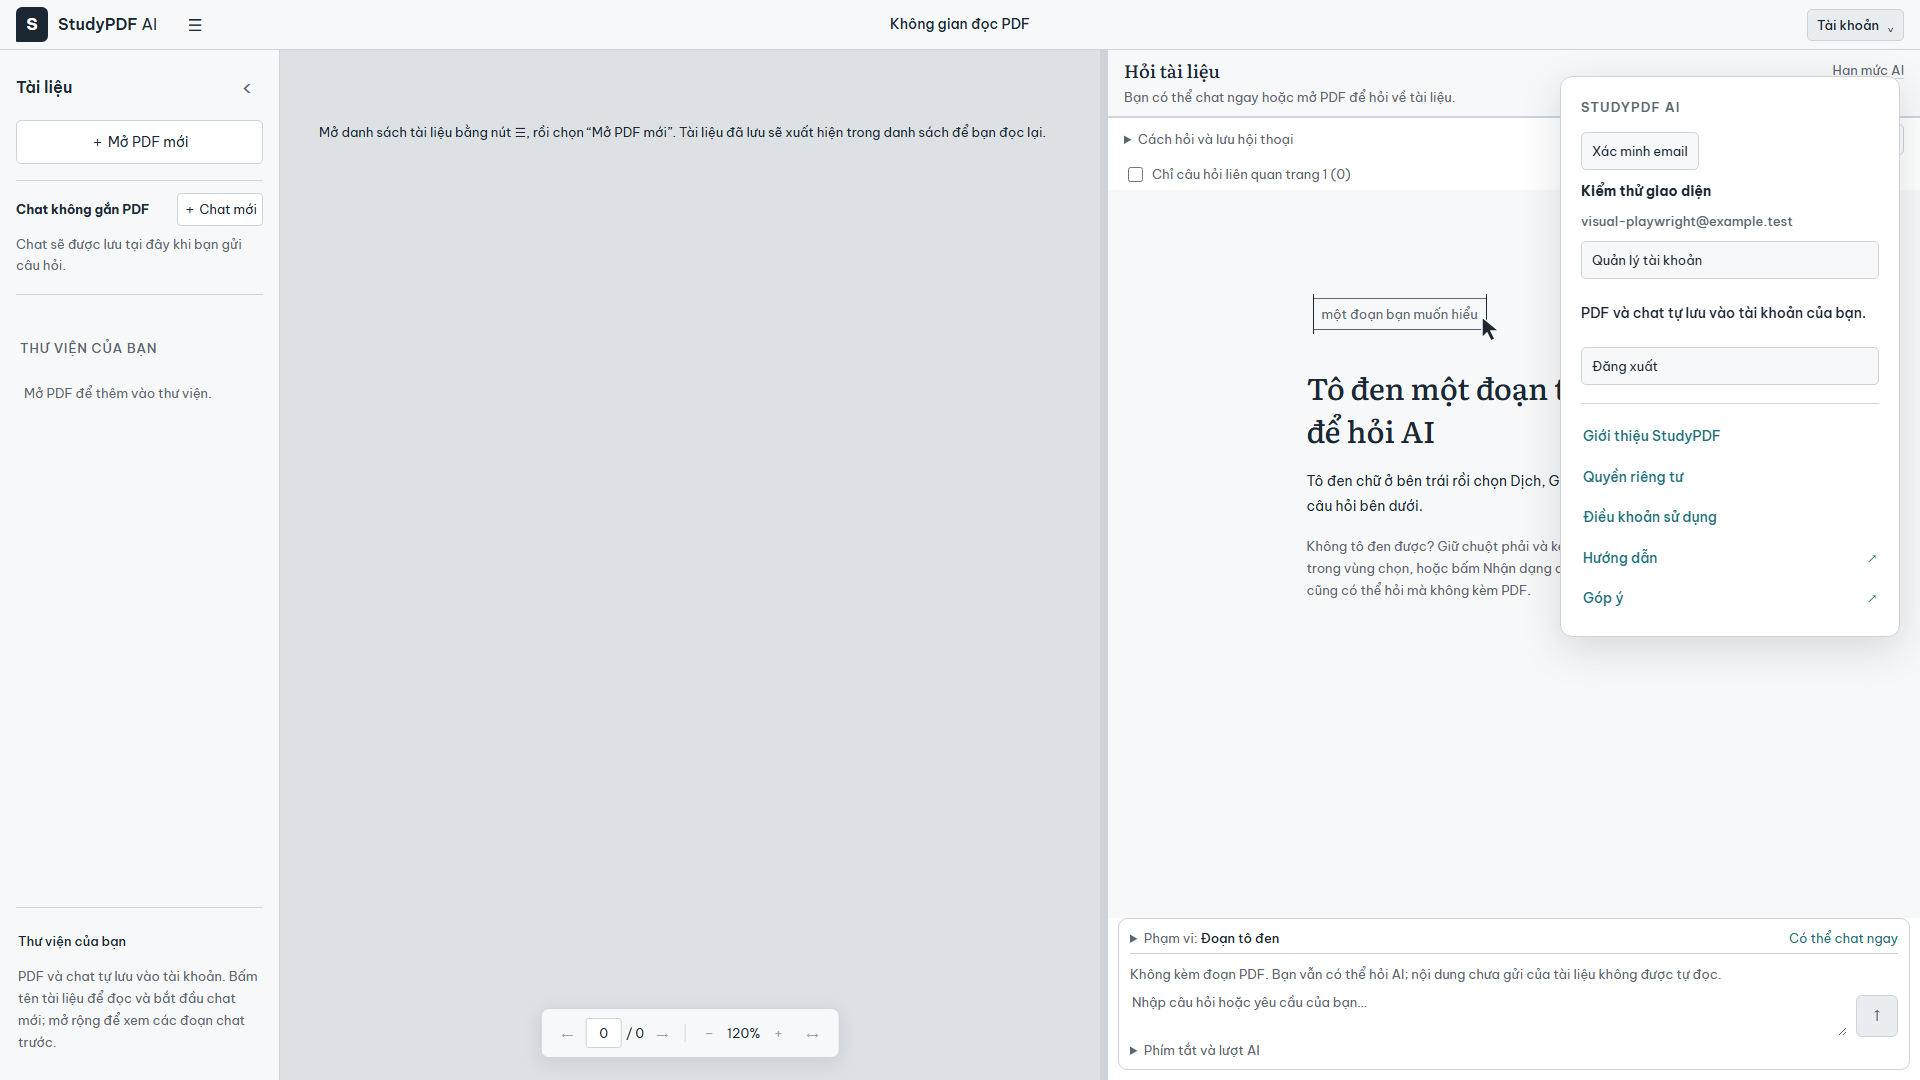 S StudyPDF AI ☰
Không gian đọc PDF
Tài khoản
Tài liệu
+ Mở PDF mới
Chat không gắn PDF
+ Chat mới
Chat sẽ được lưu tại đây khi bạn gửi
câu hỏi.
THƯ VIỆN CỦA BẠN
Mở PDF để thêm vào thư viện.
Thư viện của bạn
PDF và chat tự lưu vào tài khoản. Bấm
tên tài liệu để đọc và bắt đầu chat
mới; mở rộng để xem các đoạn chat
trước.
Mở danh sách tài liệu bằng nút ☰, rồi chọn “Mở PDF mới”. Tài liệu đã lưu sẽ xuất hiện trong danh sách để bạn đọc lại.
← 0 / 0 → − 120% + ↔
Hỏi tài liệu
Hạn mức AI
Bạn có thể chat ngay hoặc mở PDF để hỏi về tài liệu.
Cách hỏi và lưu hội thoại
Chỉ câu hỏi liên quan trang 1 (0)
một đoạn bạn muốn hiểu
Tô đen một đoạn
để hỏi AI
Tô đen chữ ở bên trái rồi chọn Dịch, G
câu hỏi bên dưới.
Không tô đen được? Giữ chuột phải và
trong vùng chọn, hoặc bấm Nhận dạng
cũng có thể hỏi mà không kèm PDF.
STUDYPDF AI
Xác minh email
Kiểm thử giao diện
visual-playwright@example.test
Quản lý tài khoản
PDF và chat tự lưu vào tài khoản của bạn.
Đăng xuất
Giới thiệu StudyPDF
Quyền riêng tư
Điều khoản sử dụng
Hướng dẫn ↗
Góp ý ↗
Phạm vi: Đoạn tô đen
Có thể chat ngay
Không kèm đoạn PDF. Bạn vẫn có thể hỏi AI; nội dung chưa gửi của tài liệu không được tự đọc.
Nhập câu hỏi hoặc yêu cầu của bạn...
↑
Phím tắt và lượt AI